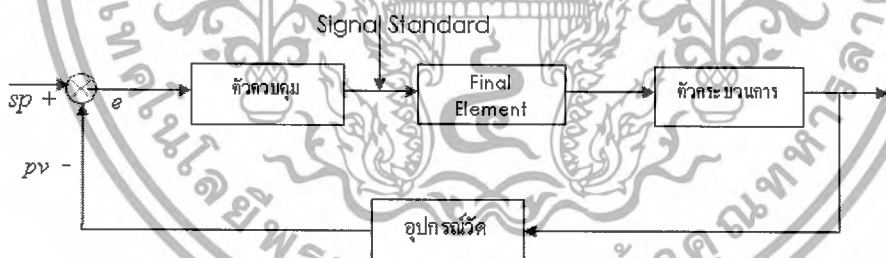 Signal Standard
sp +
e
ตัวควบคุม
Final
Element
ตัวกระบวนการ
pv -
อุปกรณ์วัด